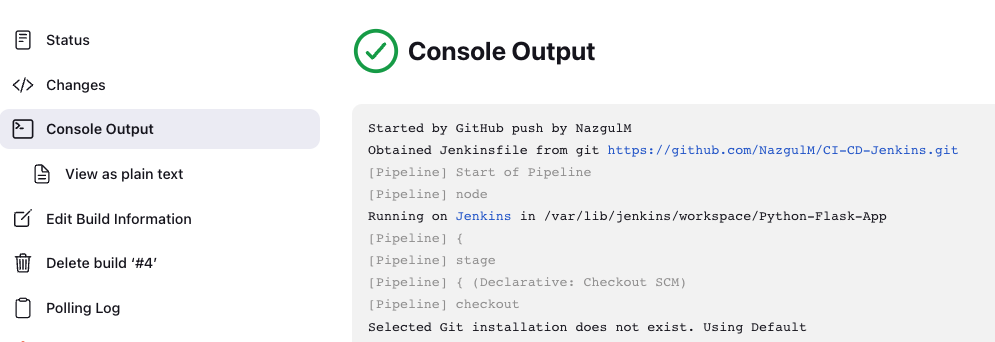 Status
Changes
Console Output
View as plain text
Edit Build Information
Delete build ‘#4’
Polling Log
Console Output
Started by GitHub push by NazgulM
Obtained Jenkinsfile from git https://github.com/NazgulM/CI-CD-Jenkins.git
[Pipeline] Start of Pipeline
[Pipeline] node
Running on Jenkins in /var/lib/jenkins/workspace/Python-Flask-App
[Pipeline] {
[Pipeline] stage
[Pipeline] { (Declarative: Checkout SCM)
[Pipeline] checkout
Selected Git installation does not exist. Using Default